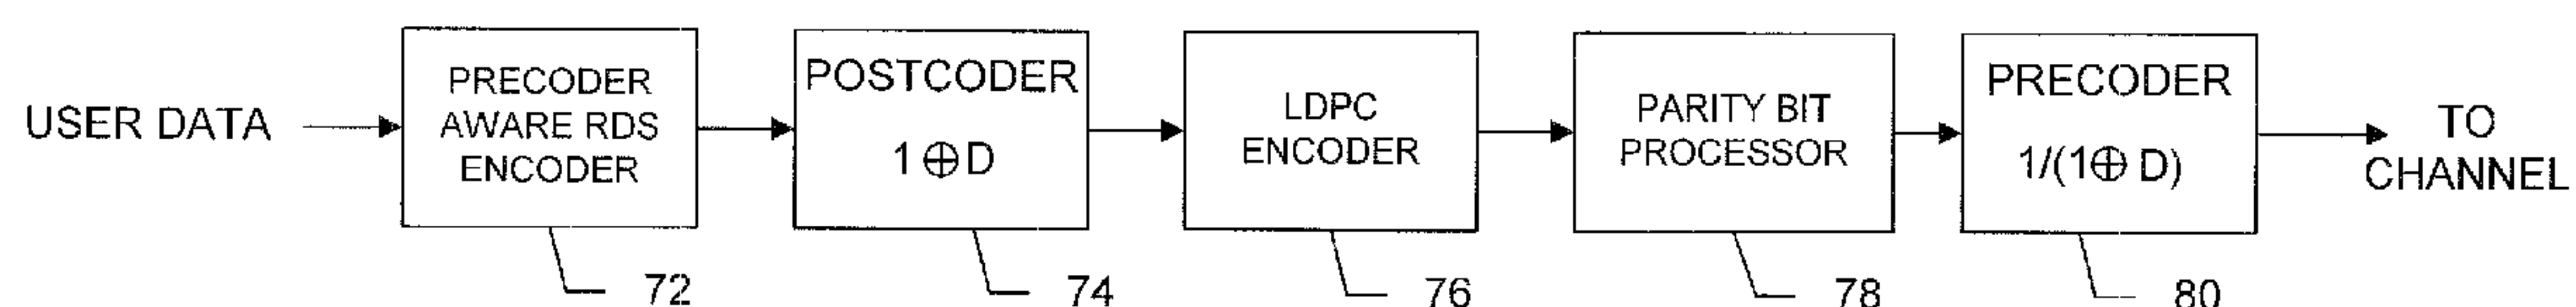 USER DATA
PRECODER
AWARE RDS
ENCODER
72
POSTCODER
1 ⊕ D
74
LDPC
ENCODER
76
PARITY BIT
PROCESSOR
78
PRECODER
1/(1⊕ D)
80
TO
CHANNEL